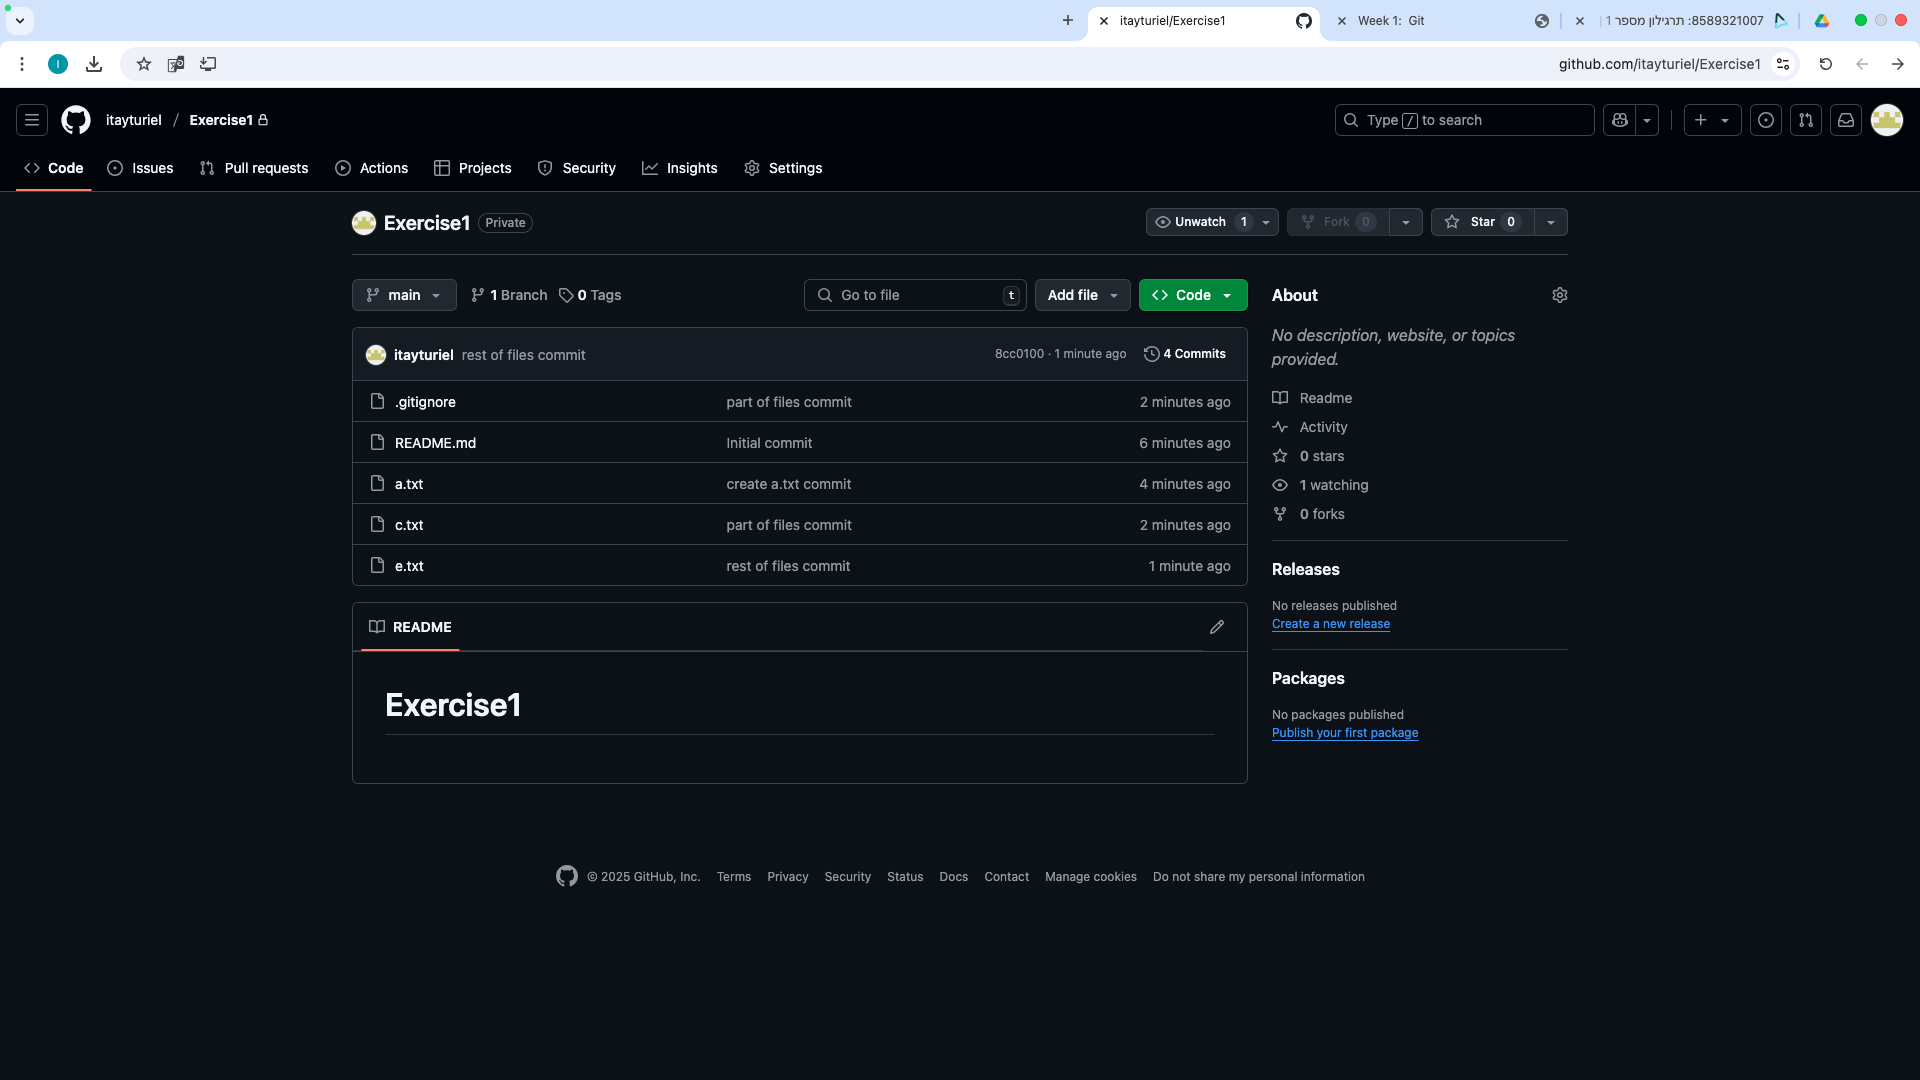 itayturiel/Exercise1
Week 1: Git
8589321007: תרגילון מספר 1
I
github.com/itayturiel/Exercise1
itayturiel / Exercise1
Type / to search
Code
Issues
Pull requests
Actions
Projects
Security
Insights
Settings
Exercise1 Private
Unwatch 1
Fork 0
Star 0
main
1 Branch
0 Tags
Go to file t
Add file
Code
itayturiel rest of files commit 8cc0100 · 1 minute ago 4 Commits
.gitignore part of files commit 2 minutes ago
README.md Initial commit 6 minutes ago
a.txt create a.txt commit 4 minutes ago
c.txt part of files commit 2 minutes ago
e.txt rest of files commit 1 minute ago
README
Exercise1
About
No description, website, or topics
provided.
Readme
Activity
0 stars
1 watching
0 forks
Releases
No releases published
Create a new release
Packages
No packages published
Publish your first package
© 2025 GitHub, Inc. Terms Privacy Security Status Docs Contact Manage cookies Do not share my personal information